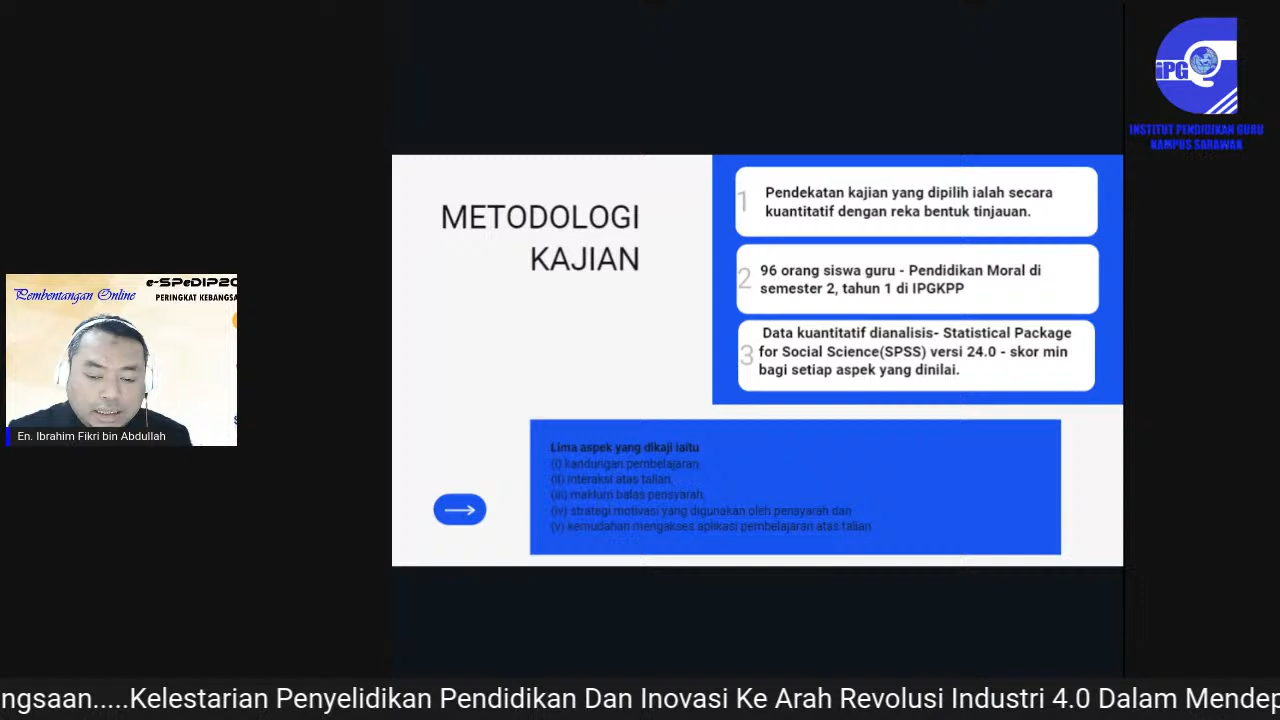 iPG
INSTITUT PENDIDIKAN GURU
KAMPUS SARAWAK
METODOLOGI
KAJIAN
1
Pendekatan kajian yang dipilih ialah secara
kuantitatif dengan reka bentuk tinjauan.
2
96 orang siswa guru - Pendidikan Moral di
semester 2, tahun 1 di IPGKPP
3
Data kuantitatif dianalisis- Statistical Package
for Social Science(SPSS) versi 24.0 - skor min
bagi setiap aspek yang dinilai.
Lima aspek yang dikaji iaitu
(i) kandungan pembelajaran,
(ii) interaksi atas talian,
(iii) maklum balas pensyarah,
(iv) strategi motivasi yang digunakan oleh pensyarah dan
(v) kemudahan mengakses aplikasi pembelajaran atas talian
e-SPeDIP20
Pembentangan Online
PERINGKAT KEBANGSA
En. Ibrahim Fikri bin Abdullah
ngsaan.....Kelestarian Penyelidikan Pendidikan Dan Inovasi Ke Arah Revolusi Industri 4.0 Dalam Mendep